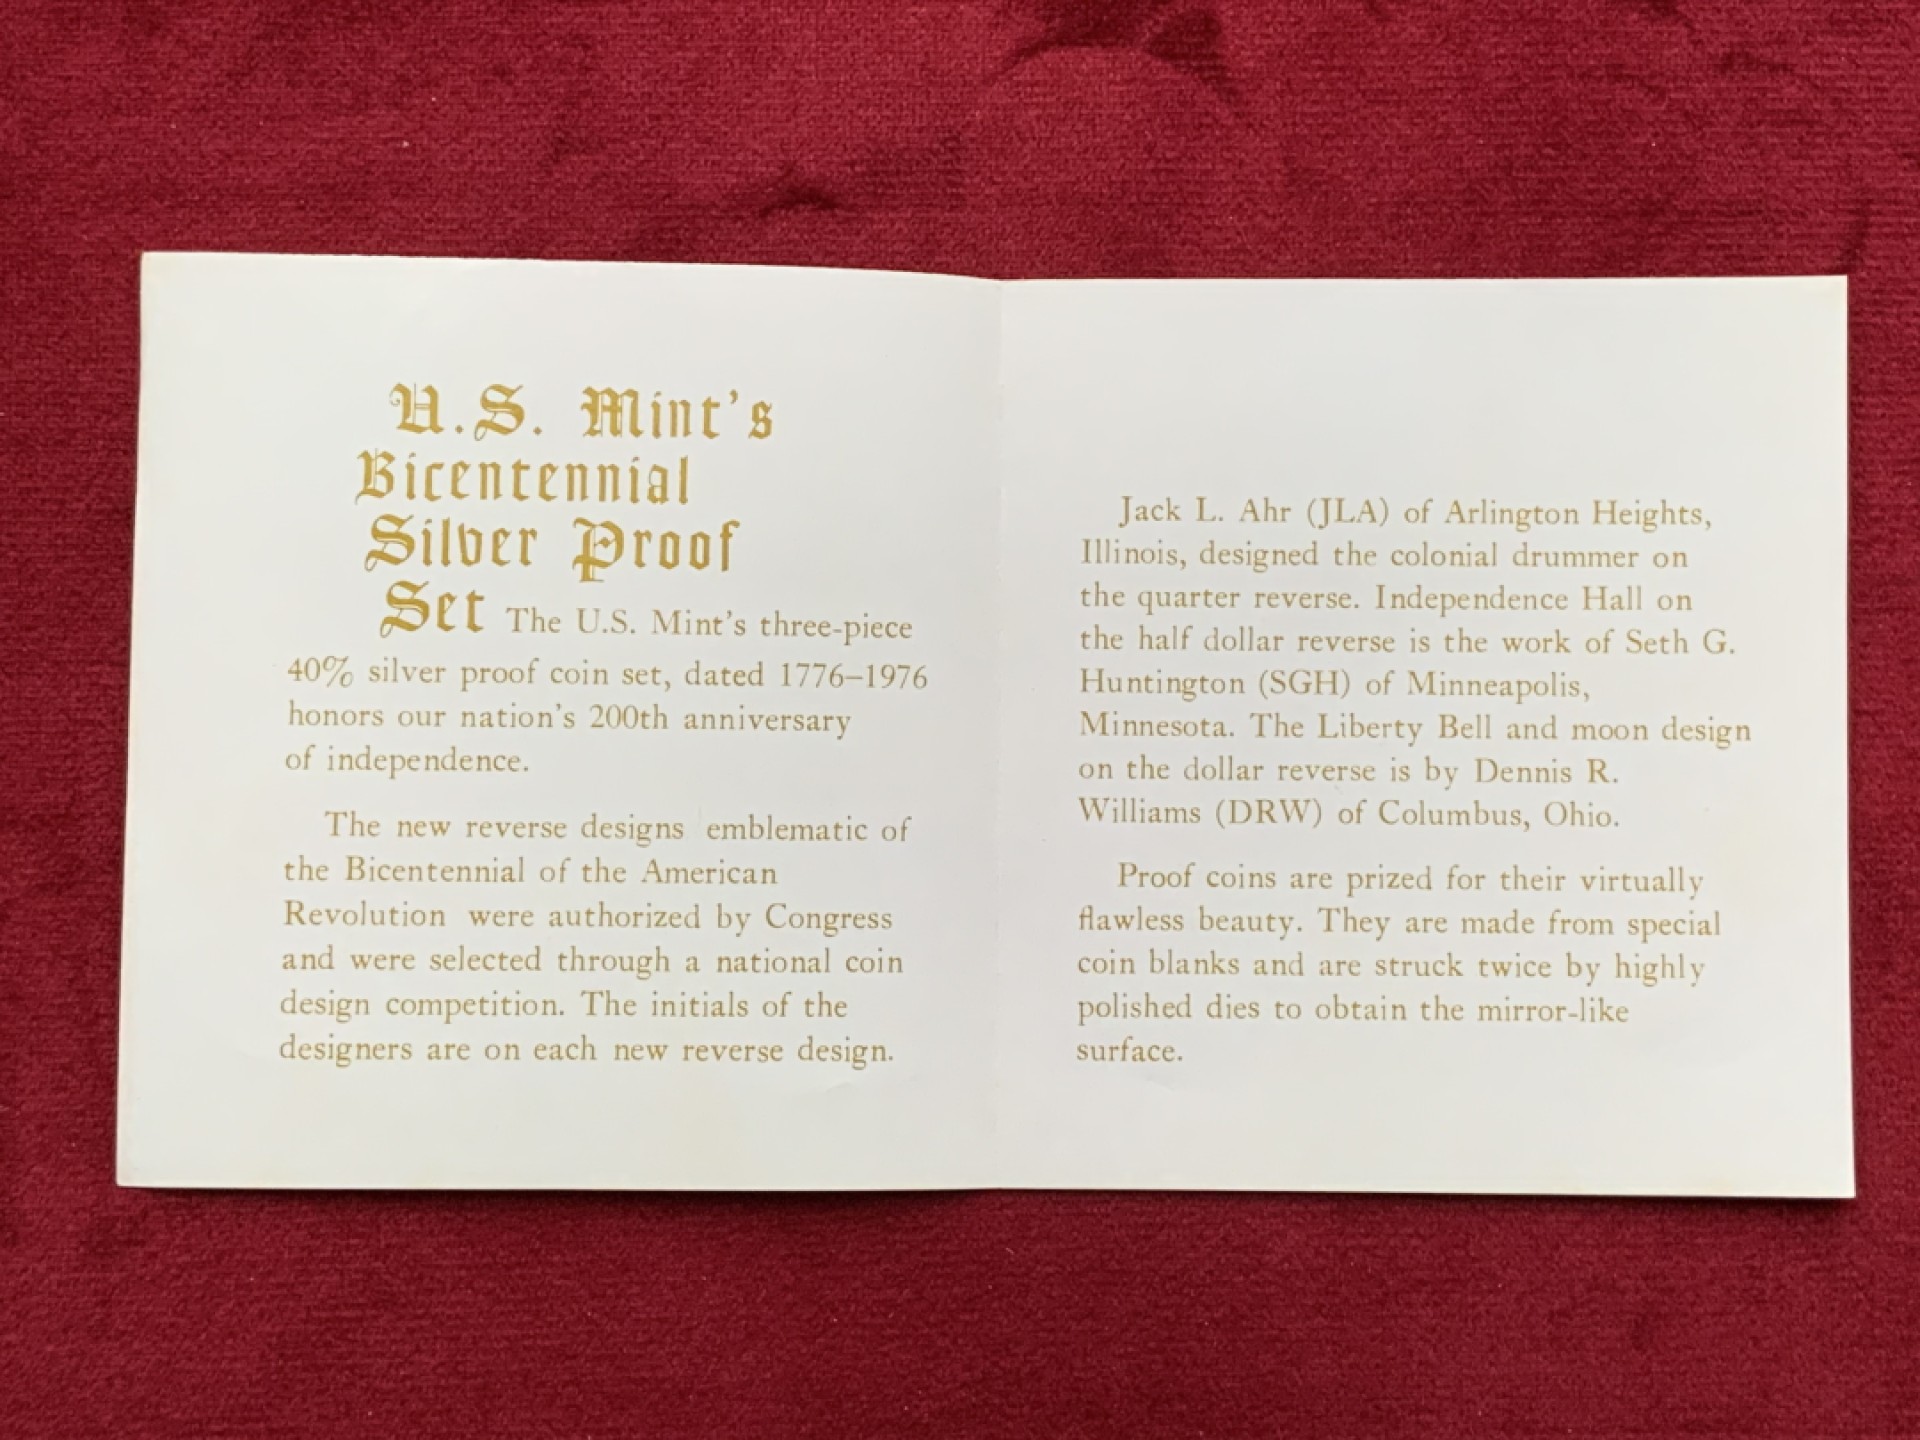 U.S. Mint's
Bicentennial
Silver Proof
Set The U.S. Mint's three-piece
40% silver proof coin set, dated 1776–1976
honors our nation's 200th anniversary
of independence.
The new reverse designs emblematic of
the Bicentennial of the American
Revolution were authorized by Congress
and were selected through a national coin
design competition. The initials of the
designers are on each new reverse design.
Jack L. Ahr (JLA) of Arlington Heights,
Illinois, designed the colonial drummer on
the quarter reverse. Independence Hall on
the half dollar reverse is the work of Seth G.
Huntington (SGH) of Minneapolis,
Minnesota. The Liberty Bell and moon design
on the dollar reverse is by Dennis R.
Williams (DRW) of Columbus, Ohio.
Proof coins are prized for their virtually
flawless beauty. They are made from special
coin blanks and are struck twice by highly
polished dies to obtain the mirror-like
surface.